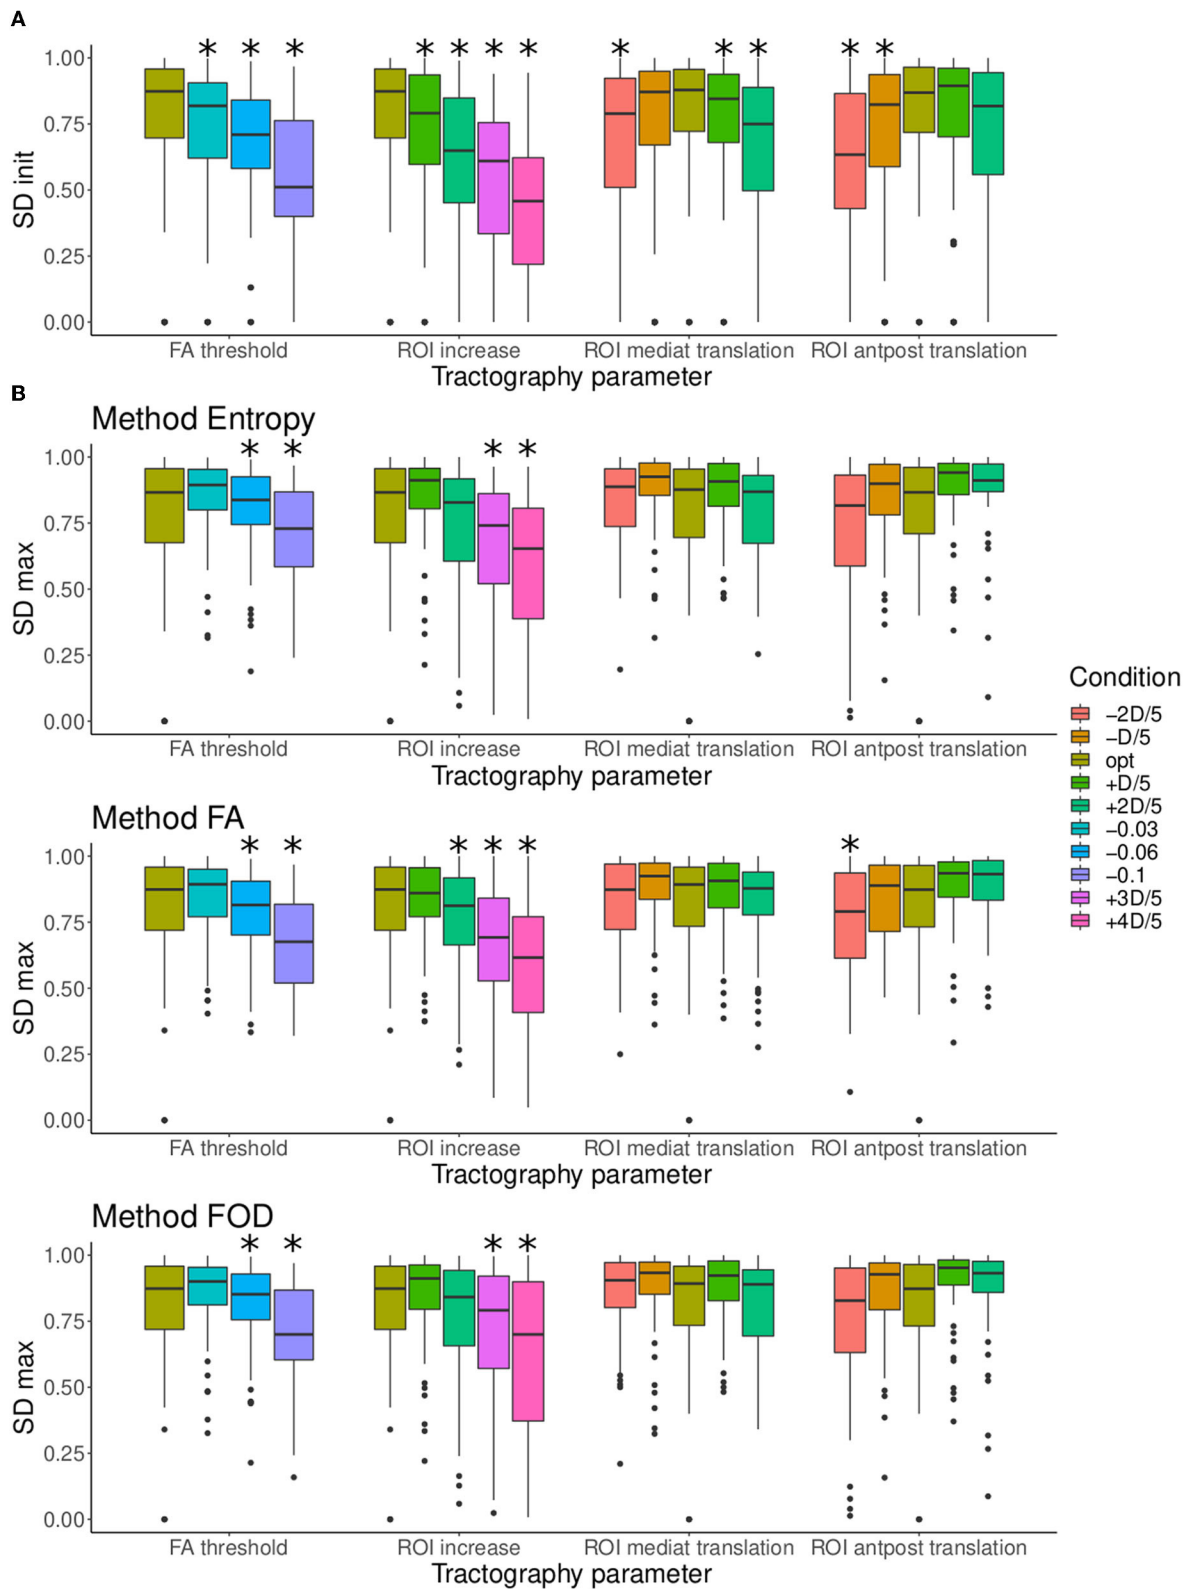 A
* * * * * * * * * * * *
1.00
0.75
0.50
0.25
0.00
SD init
FA threshold ROI increase ROI mediat translation ROI antpost translation
Tractography parameter
B
Method Entropy
* * * *
1.00
0.75
0.50
0.25
0.00
SD max
FA threshold ROI increase ROI mediat translation ROI antpost translation
Tractography parameter
Method FA
* * * * * *
1.00
0.75
0.50
0.25
0.00
SD max
FA threshold ROI increase ROI mediat translation ROI antpost translation
Tractography parameter
Method FOD
* * * *
1.00
0.75
0.50
0.25
0.00
SD max
FA threshold ROI increase ROI mediat translation ROI antpost translation
Tractography parameter
Condition
−2D/5
−D/5
opt
+D/5
+2D/5
−0.03
−0.06
−0.1
+3D/5
+4D/5